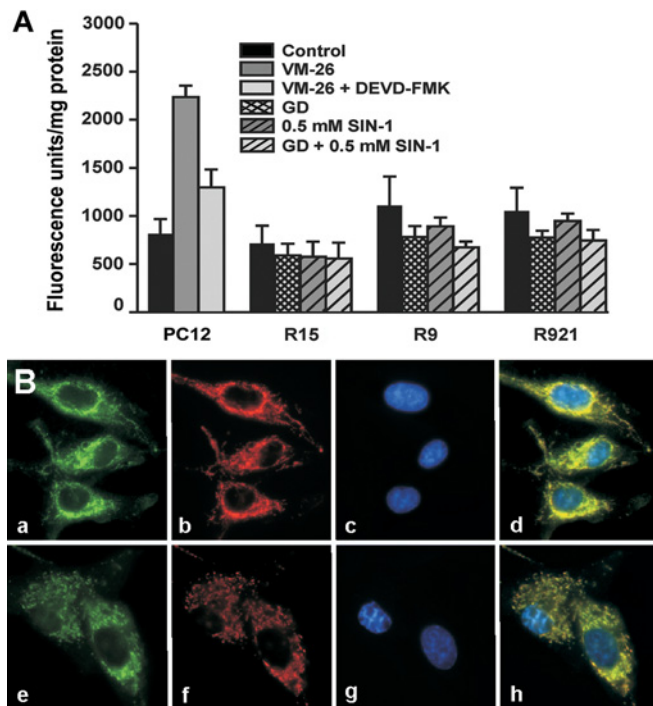 A
Fluorescence units/mg protein
3000
2500
2000
1500
1000
500
0
Control
VM-26
VM-26 + DEVD-FMK
GD
0.5 mM SIN-1
GD + 0.5 mM SIN-1
PC12 R15 R9 R921
B
a b c d
e f g h